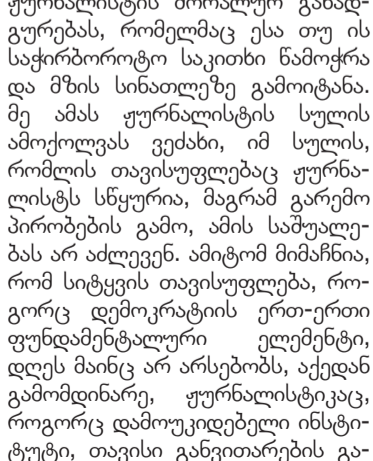 ჟურნალისტის მორალურ განად-
გურებას, რომელმაც ესა თუ ის
საჭირბოროტო საკითხი წამოჭრა
და მზის სინათლეზე გამოიტანა.
მე ამას ჟურნალისტის სულის
ამოქოლვას ვეძახი, იმ სულის,
რომლის თავისუფლებაც ჟურნა-
ლისტს სწყურია, მაგრამ გარემო
პირობების გამო, ამის საშუალე-
ბას არ აძლევენ. ამიტომ მიმაჩნია,
რომ სიტყვის თავისუფლება, რო-
გორც დემოკრატიის ერთ-ერთი
ფუნდამენტალური ელემენტი,
დღეს მაინც არ არსებობს, აქედან
გამომდინარე, ჟურნალისტიკაც,
როგორც დამოუკიდებელი ინსტი-
ტუტი, თავისი განვითარების გა-